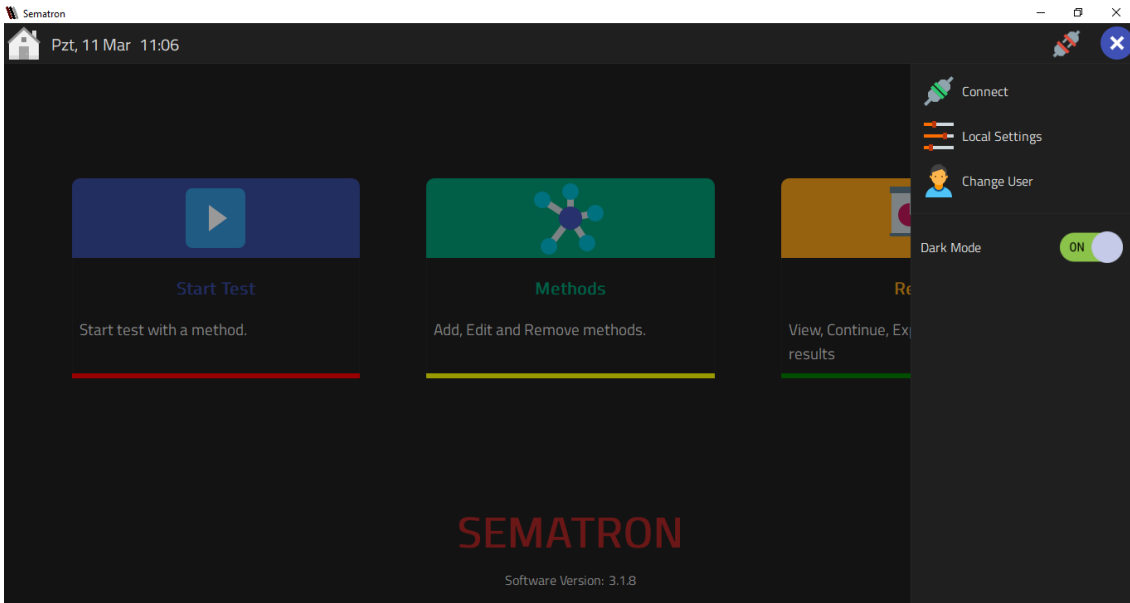 Sematron
Pzt, 11 Mar 11:06
Connect
Local Settings
Change User
Dark Mode
ON
Start Test
Start test with a method.
Methods
Add, Edit and Remove methods.
Re
View, Continue, Ex
results
SEMATRON
Software Version: 3.1.8